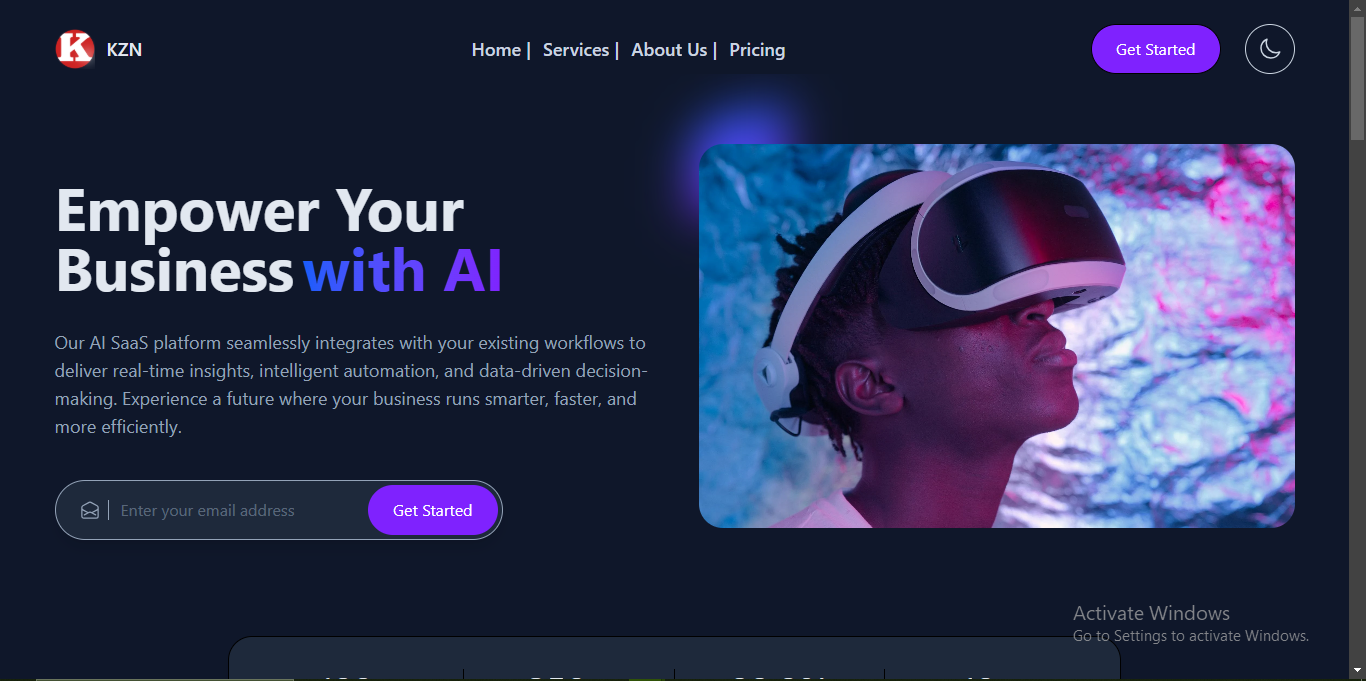 K KZN
Home | Services | About Us | Pricing
Get Started
Empower Your
Business with AI
Our AI SaaS platform seamlessly integrates with your existing workflows to
deliver real-time insights, intelligent automation, and data-driven decision-
making. Experience a future where your business runs smarter, faster, and
more efficiently.
Enter your email address
Get Started
Activate Windows
Go to Settings to activate Windows.